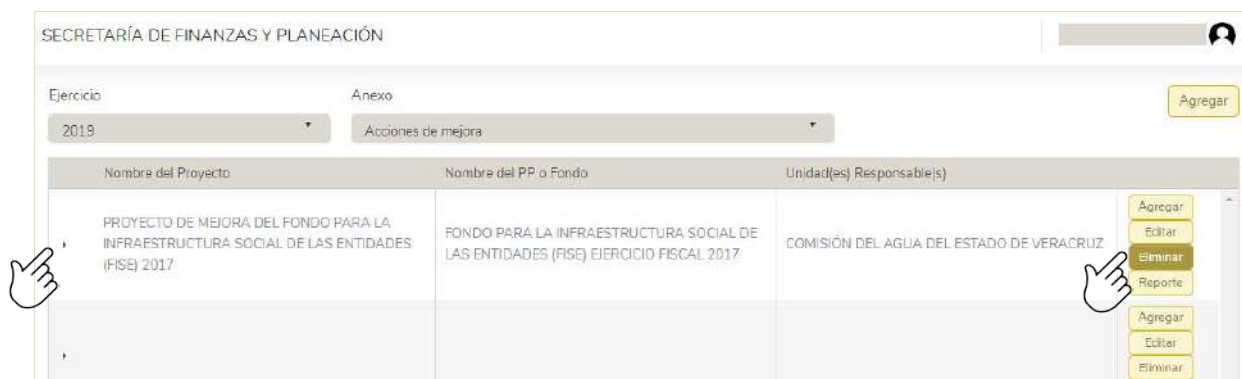 SECRETARÍA DE FINANZAS Y PLANEACIÓN
Ejercicio
Anexo
Agregar
2019
Acciones de mejora
Nombre del Proyecto
Nombre del PP o Fondo
Unidad(es) Responsable(s)
PROYECTO DE MEJORA DEL FONDO PARA LA
INFRAESTRUCTURA SOCIAL DE LAS ENTIDADES
(FISE) 2017
FONDO PARA LA INFRAESTRUCTURA SOCIAL DE
LAS ENTIDADES (FISE) EJERCICIO FISCAL 2017
COMISIÓN DEL AGUA DEL ESTADO DE VERACRUZ
Agregar
Editar
Eliminar
Reporte
Agregar
Editar
Eliminar